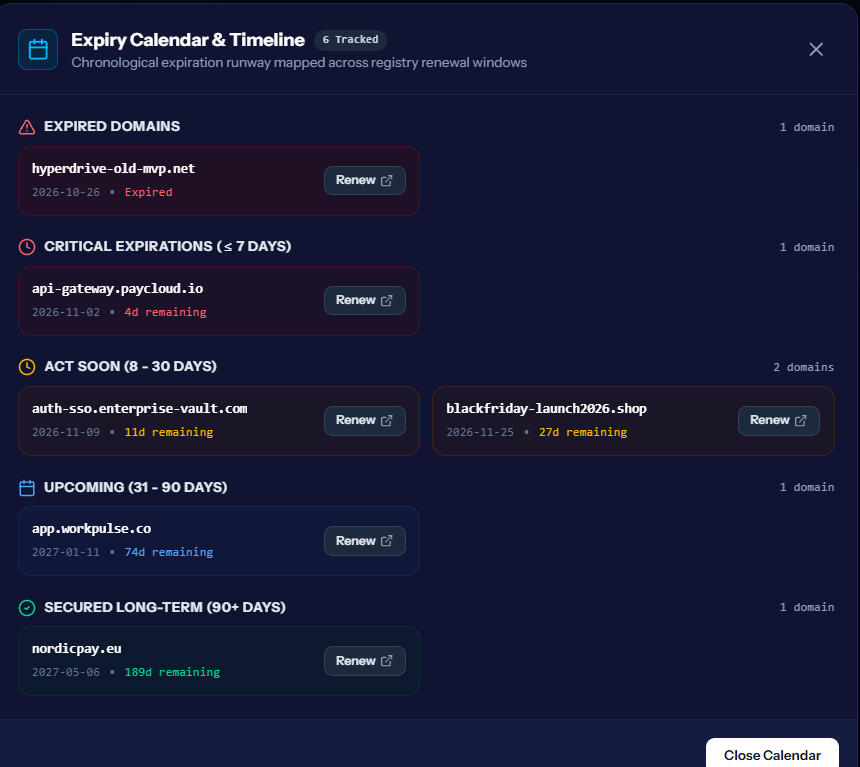 Expiry Calendar & Timeline 6 Tracked
Chronological expiration runway mapped across registry renewal windows
EXPIRED DOMAINS 1 domain
hyperdrive-old-mvp.net
2026-10-26 • Expired
Renew
CRITICAL EXPIRATIONS (≤ 7 DAYS) 1 domain
api-gateway.paycloud.io
2026-11-02 • 4d remaining
Renew
ACT SOON (8 - 30 DAYS) 2 domains
auth-sso.enterprise-vault.com
2026-11-09 • 11d remaining
Renew
blackfriday-launch2026.shop
2026-11-25 • 27d remaining
Renew
UPCOMING (31 - 90 DAYS) 1 domain
app.workpulse.co
2027-01-11 • 74d remaining
Renew
SECURED LONG-TERM (90+ DAYS) 1 domain
nordicpay.eu
2027-05-06 • 189d remaining
Renew
Close Calendar